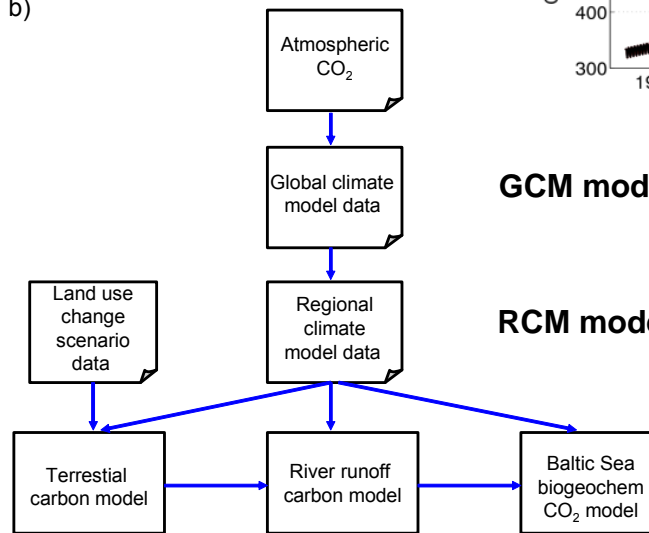 b)
400
300
19
Atmospheric
CO₂
Global climate
model data
GCM mod
Land use
change
scenario
data
Regional
climate
model data
RCM mode
Terrestial
carbon model
River runoff
carbon model
Baltic Sea
biogeochem
CO₂ model